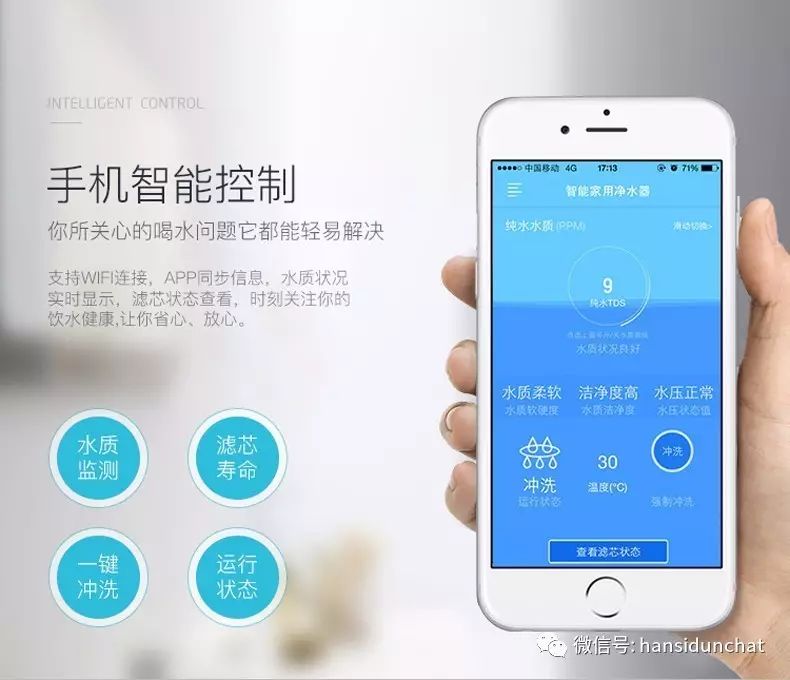 INTELLIGENT CONTROL
手机智能控制
你所关心的喝水问题它都能轻易解决
支持WIFI连接，APP同步信息，水质状况
实时显示，滤芯状态查看，时刻关注你的
饮水健康,让你省心、放心。
水质
监测
滤芯
寿命
一键
冲洗
运行
状态
中国移动 4G 17:13 71%
智能家用净水器
纯水水质(PPM) 滑动切换>
9
纯水TDS
水质状况良好
水质柔软 洁净度高 水压正常
水质软硬度 水质洁净度 水压状态值
冲洗
运行状态
30
温度(°C)
冲洗
强制冲洗
查看滤芯状态
微信号: hansidunchat